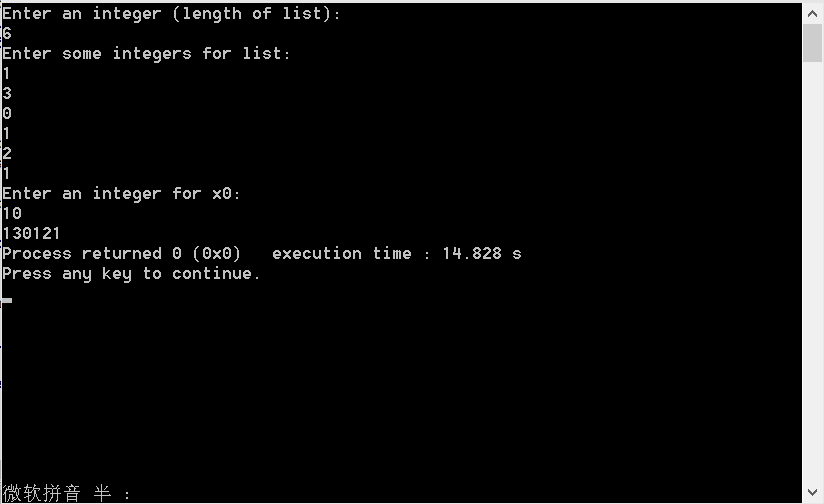 Enter an integer (length of list):
6
Enter some integers for list:
1
3
0
1
2
1
Enter an integer for x0:
10
130121
Process returned 0 (0x0)   execution time : 14.828 s
Press any key to continue.
微软拼音 半 :